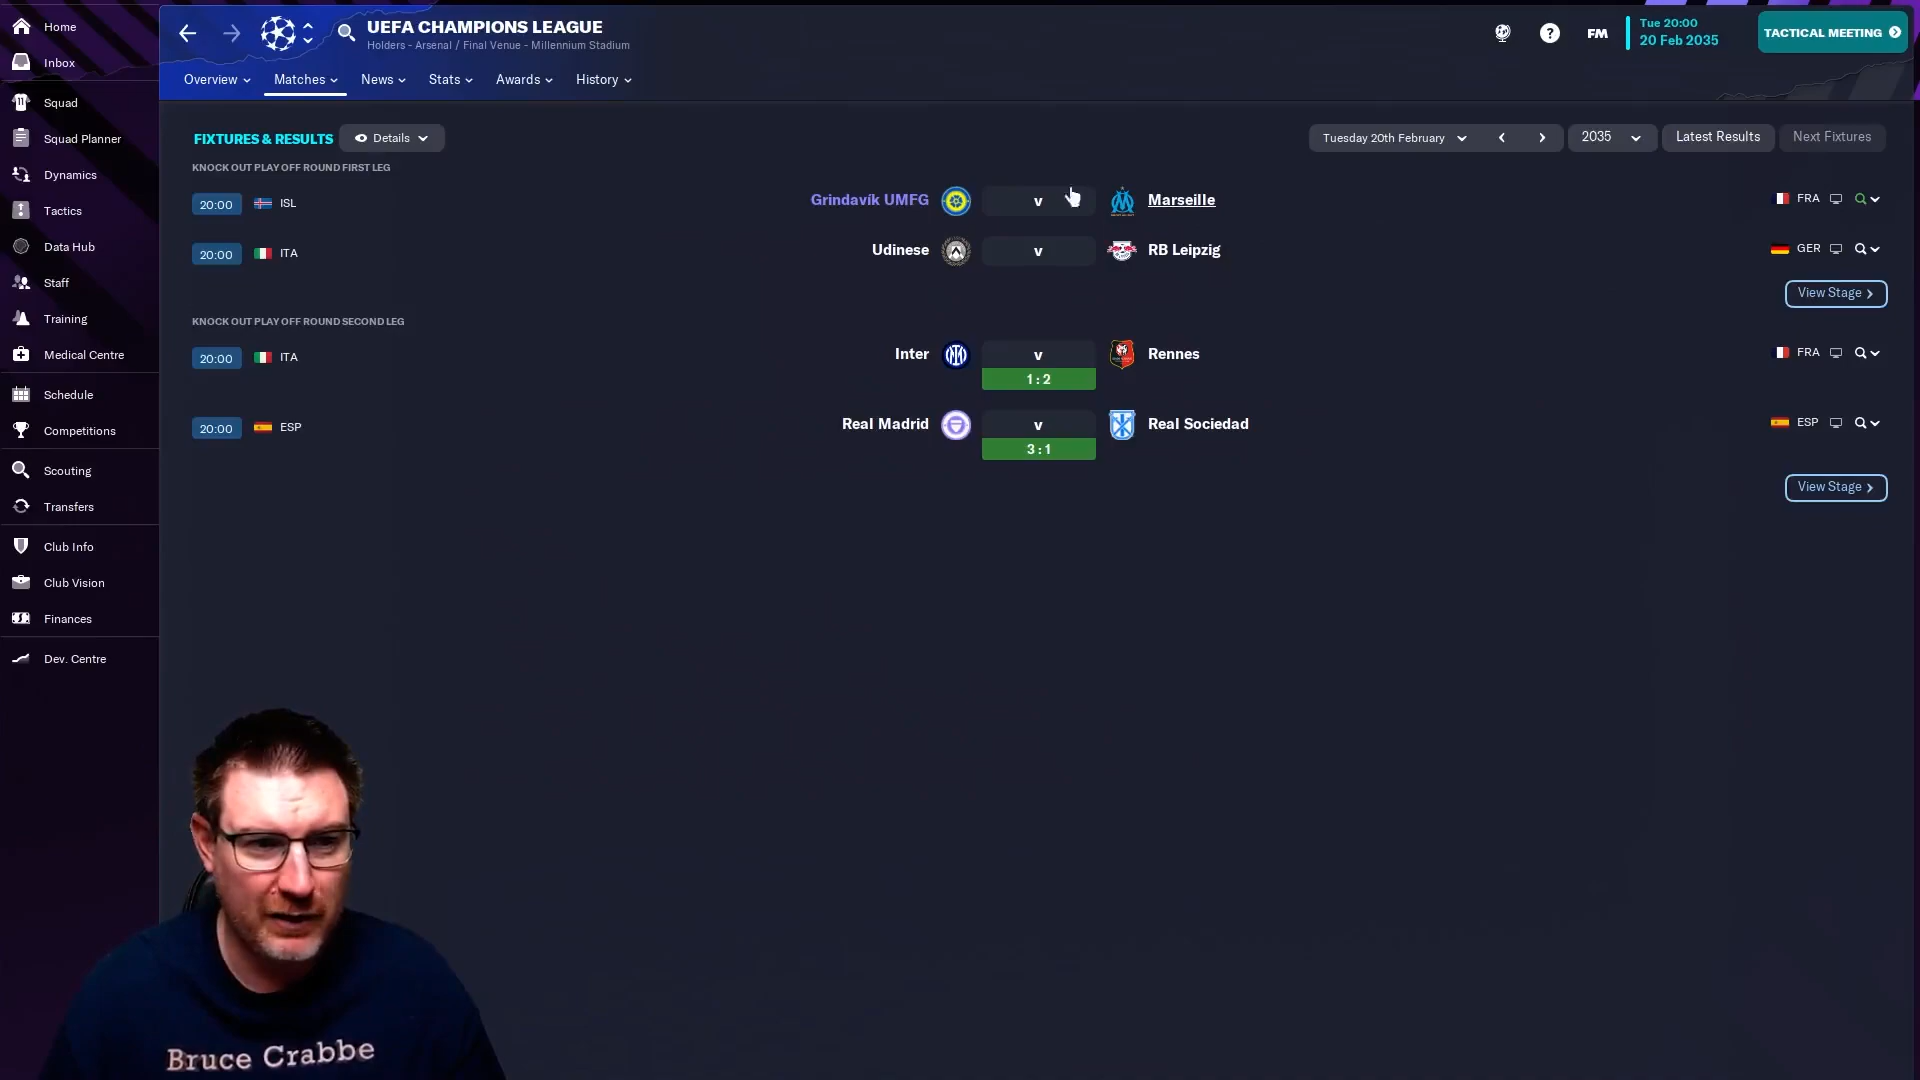 Home
Inbox
Squad
Squad Planner
Dynamics
Tactics
Data Hub
Staff
Training
Medical Centre
Schedule
Competitions
Scouting
Transfers
Club Info
Club Vision
Finances
Dev. Centre
UEFA CHAMPIONS LEAGUE
Holders - Arsenal / Final Venue - Millennium Stadium
FM
Tue 20:00
20 Feb 2035
TACTICAL MEETING
Overview Matches News Stats Awards History
FIXTURES & RESULTS Details Tuesday 20th February 2035 Latest Results Next Fixtures
KNOCK OUT PLAY OFF ROUND FIRST LEG
20:00 ISL Grindavík UMFG v Marseille FRA
20:00 ITA Udinese v RB Leipzig GER
View Stage
KNOCK OUT PLAY OFF ROUND SECOND LEG
20:00 ITA Inter v Rennes FRA
1 : 2
20:00 ESP Real Madrid v Real Sociedad ESP
3 : 1
View Stage
Bruce Crabbe